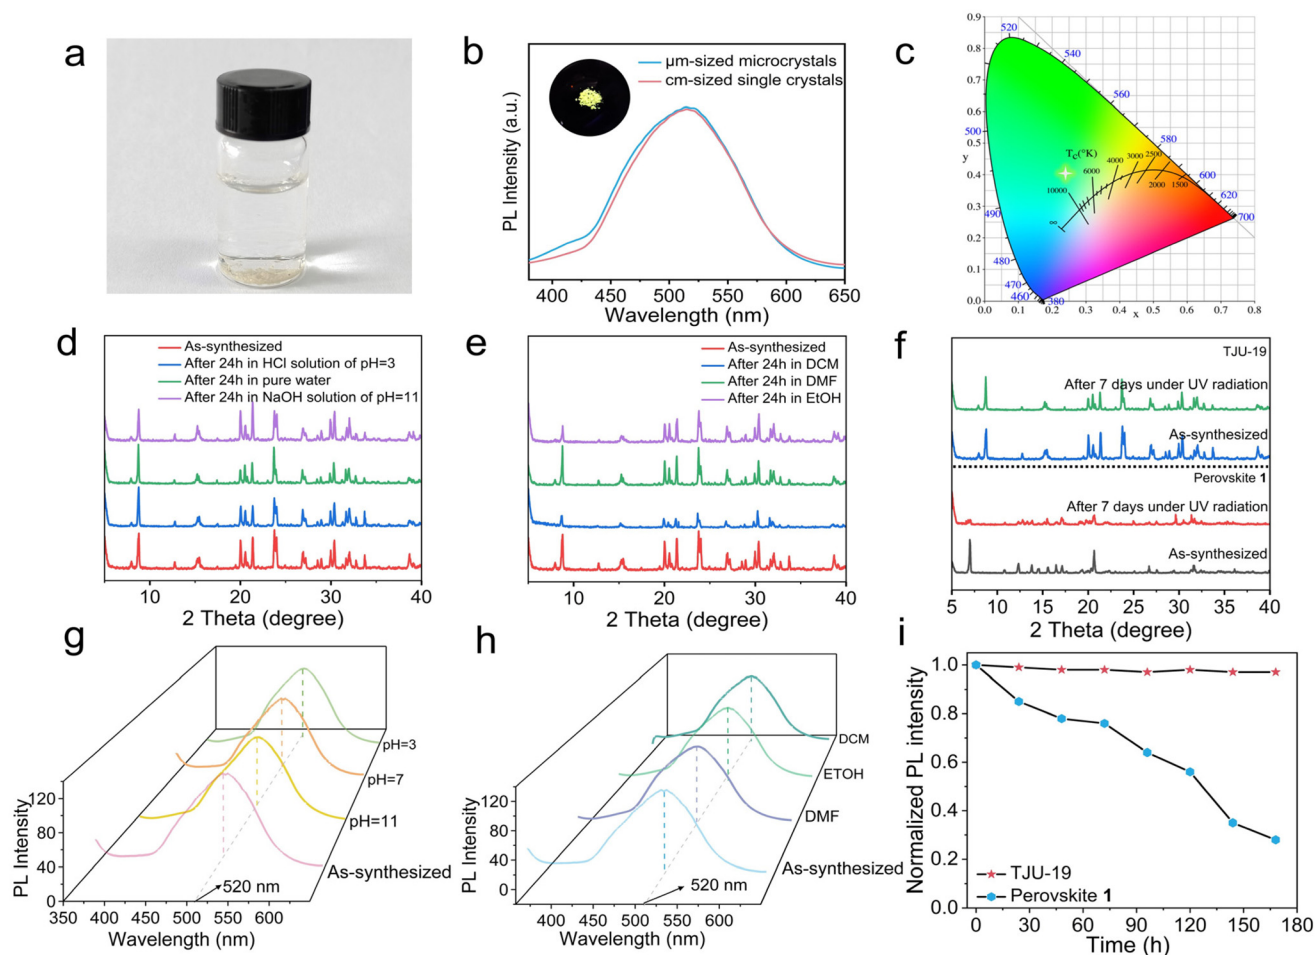 a
b
μm-sized microcrystals
cm-sized single crystals
PL Intensity (a.u.)
400 450 500 550 600 650
Wavelength (nm)
c
0.9
0.8
0.7
0.6
0.5
y
0.4
0.3
0.2
0.1
0.0
0.0 0.1 0.2 0.3 0.4 0.5 0.6 0.7 0.8
x
520
540
560
580
600
620
700
500
490
480
470
460
380
Tc(°K)
10000
6000
4000
3000
2500
2000
1500
∞
d
As-synthesized
After 24h in HCl solution of pH=3
After 24h in pure water
After 24h in NaOH solution of pH=11
10 20 30 40
2 Theta (degree)
e
As-synthesized
After 24h in DCM
After 24h in DMF
After 24h in EtOH
10 20 30 40
2 Theta (degree)
f
TJU-19
After 7 days under UV radiation
As-synthesized
Perovskite 1
After 7 days under UV radiation
As-synthesized
5 10 15 20 25 30 35 40
2 Theta (degree)
g
PL Intensity
120
80
40
0
350 400 450 500 550 600
Wavelength (nm)
520 nm
pH=3
pH=7
pH=11
As-synthesized
h
PL Intensity
120
80
40
0
400 450 500 550 600
Wavelength (nm)
520 nm
DCM
ETOH
DMF
As-synthesized
i
Normalized PL intensity
1.0
0.8
0.6
0.4
0.2
0.0
TJU-19
Perovskite 1
0 30 60 90 120 150 180
Time (h)